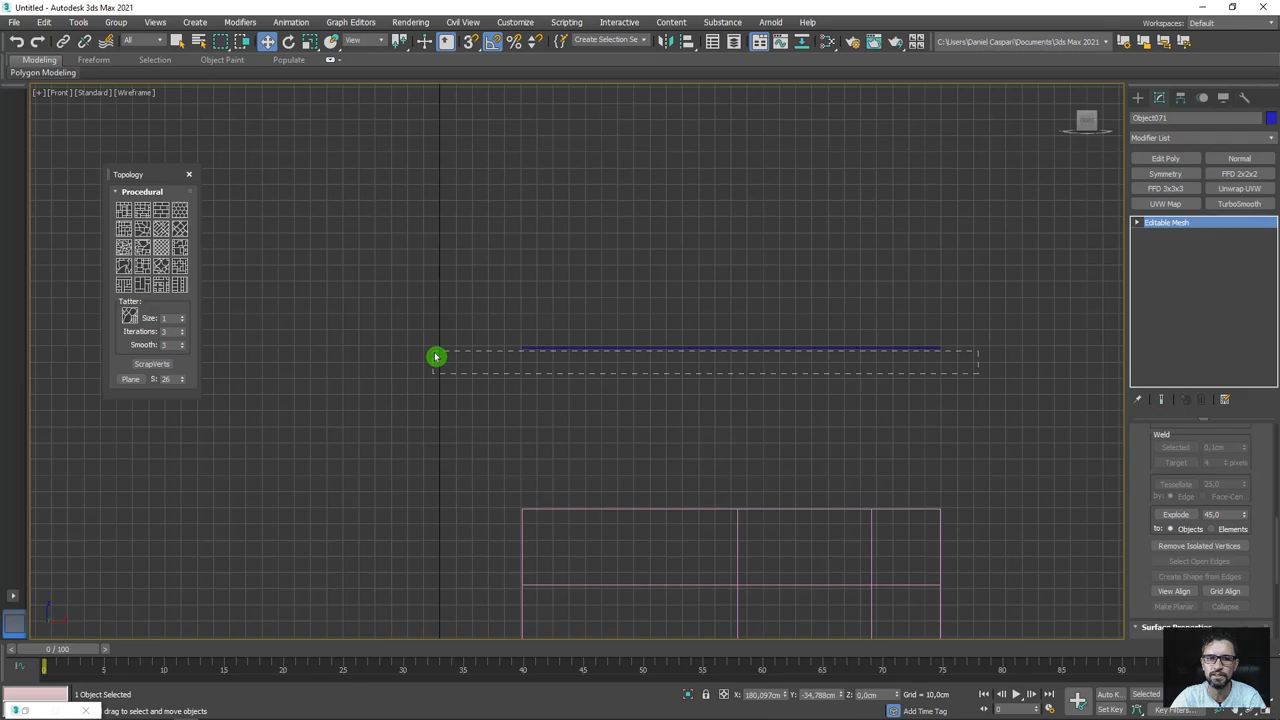 Untitled - Autodesk 3ds Max 2021
File Edit Tools Group Views Create Modifiers Animation Graph Editors Rendering Civil View Customize Scripting Interactive Content Substance Arnold Help
Workspaces: Default
All View Create Selection Se C:\Users\Daniel Caspari\Documents\3ds Max 2021
Modeling Freeform Selection Object Paint Populate
Polygon Modeling
[+] [Front] [Standard] [Wireframe]
Object071
Modifier List
Edit Poly Normal
Symmetry FFD 2x2x2
FFD 3x3x3 Unwrap UVW
UVW Map TurboSmooth
Editable Mesh
Topology
Procedural
Tatter:
Size: 1
Iterations: 3
Smooth: 3
ScrapVerts
Plane S: 26
Weld
Selected 0,1cm
Target 4 pixels
Tessellate 25,0
by: Edge Face-Cen
Explode 45,0
to: Objects Elements
Remove Isolated Vertices
Select Open Edges
Create Shape from Edges
View Align Grid Align
Make Planar Collapse
Surface Properties
0 / 100
0 5 10 15 20 25 30 35 40 45 50 55 60 65 70 75 80 85 90
1 Object Selected
X: 180,097cm Y: -34,788cm Z: 0,0cm Grid = 10,0cm
Auto K... Selected
drag to select and move objects
Add Time Tag
0
Set Key Key Filters...